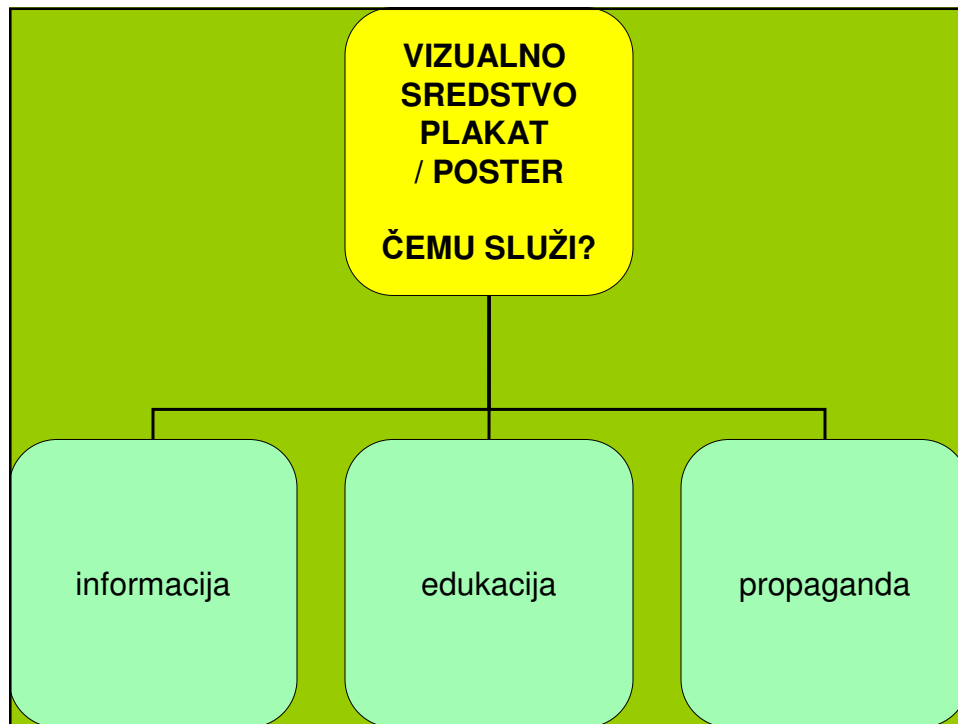 VIZUALNO
SREDSTVO
PLAKAT
/ POSTER
ČEMU SLUŽI?
informacija
edukacija
propaganda